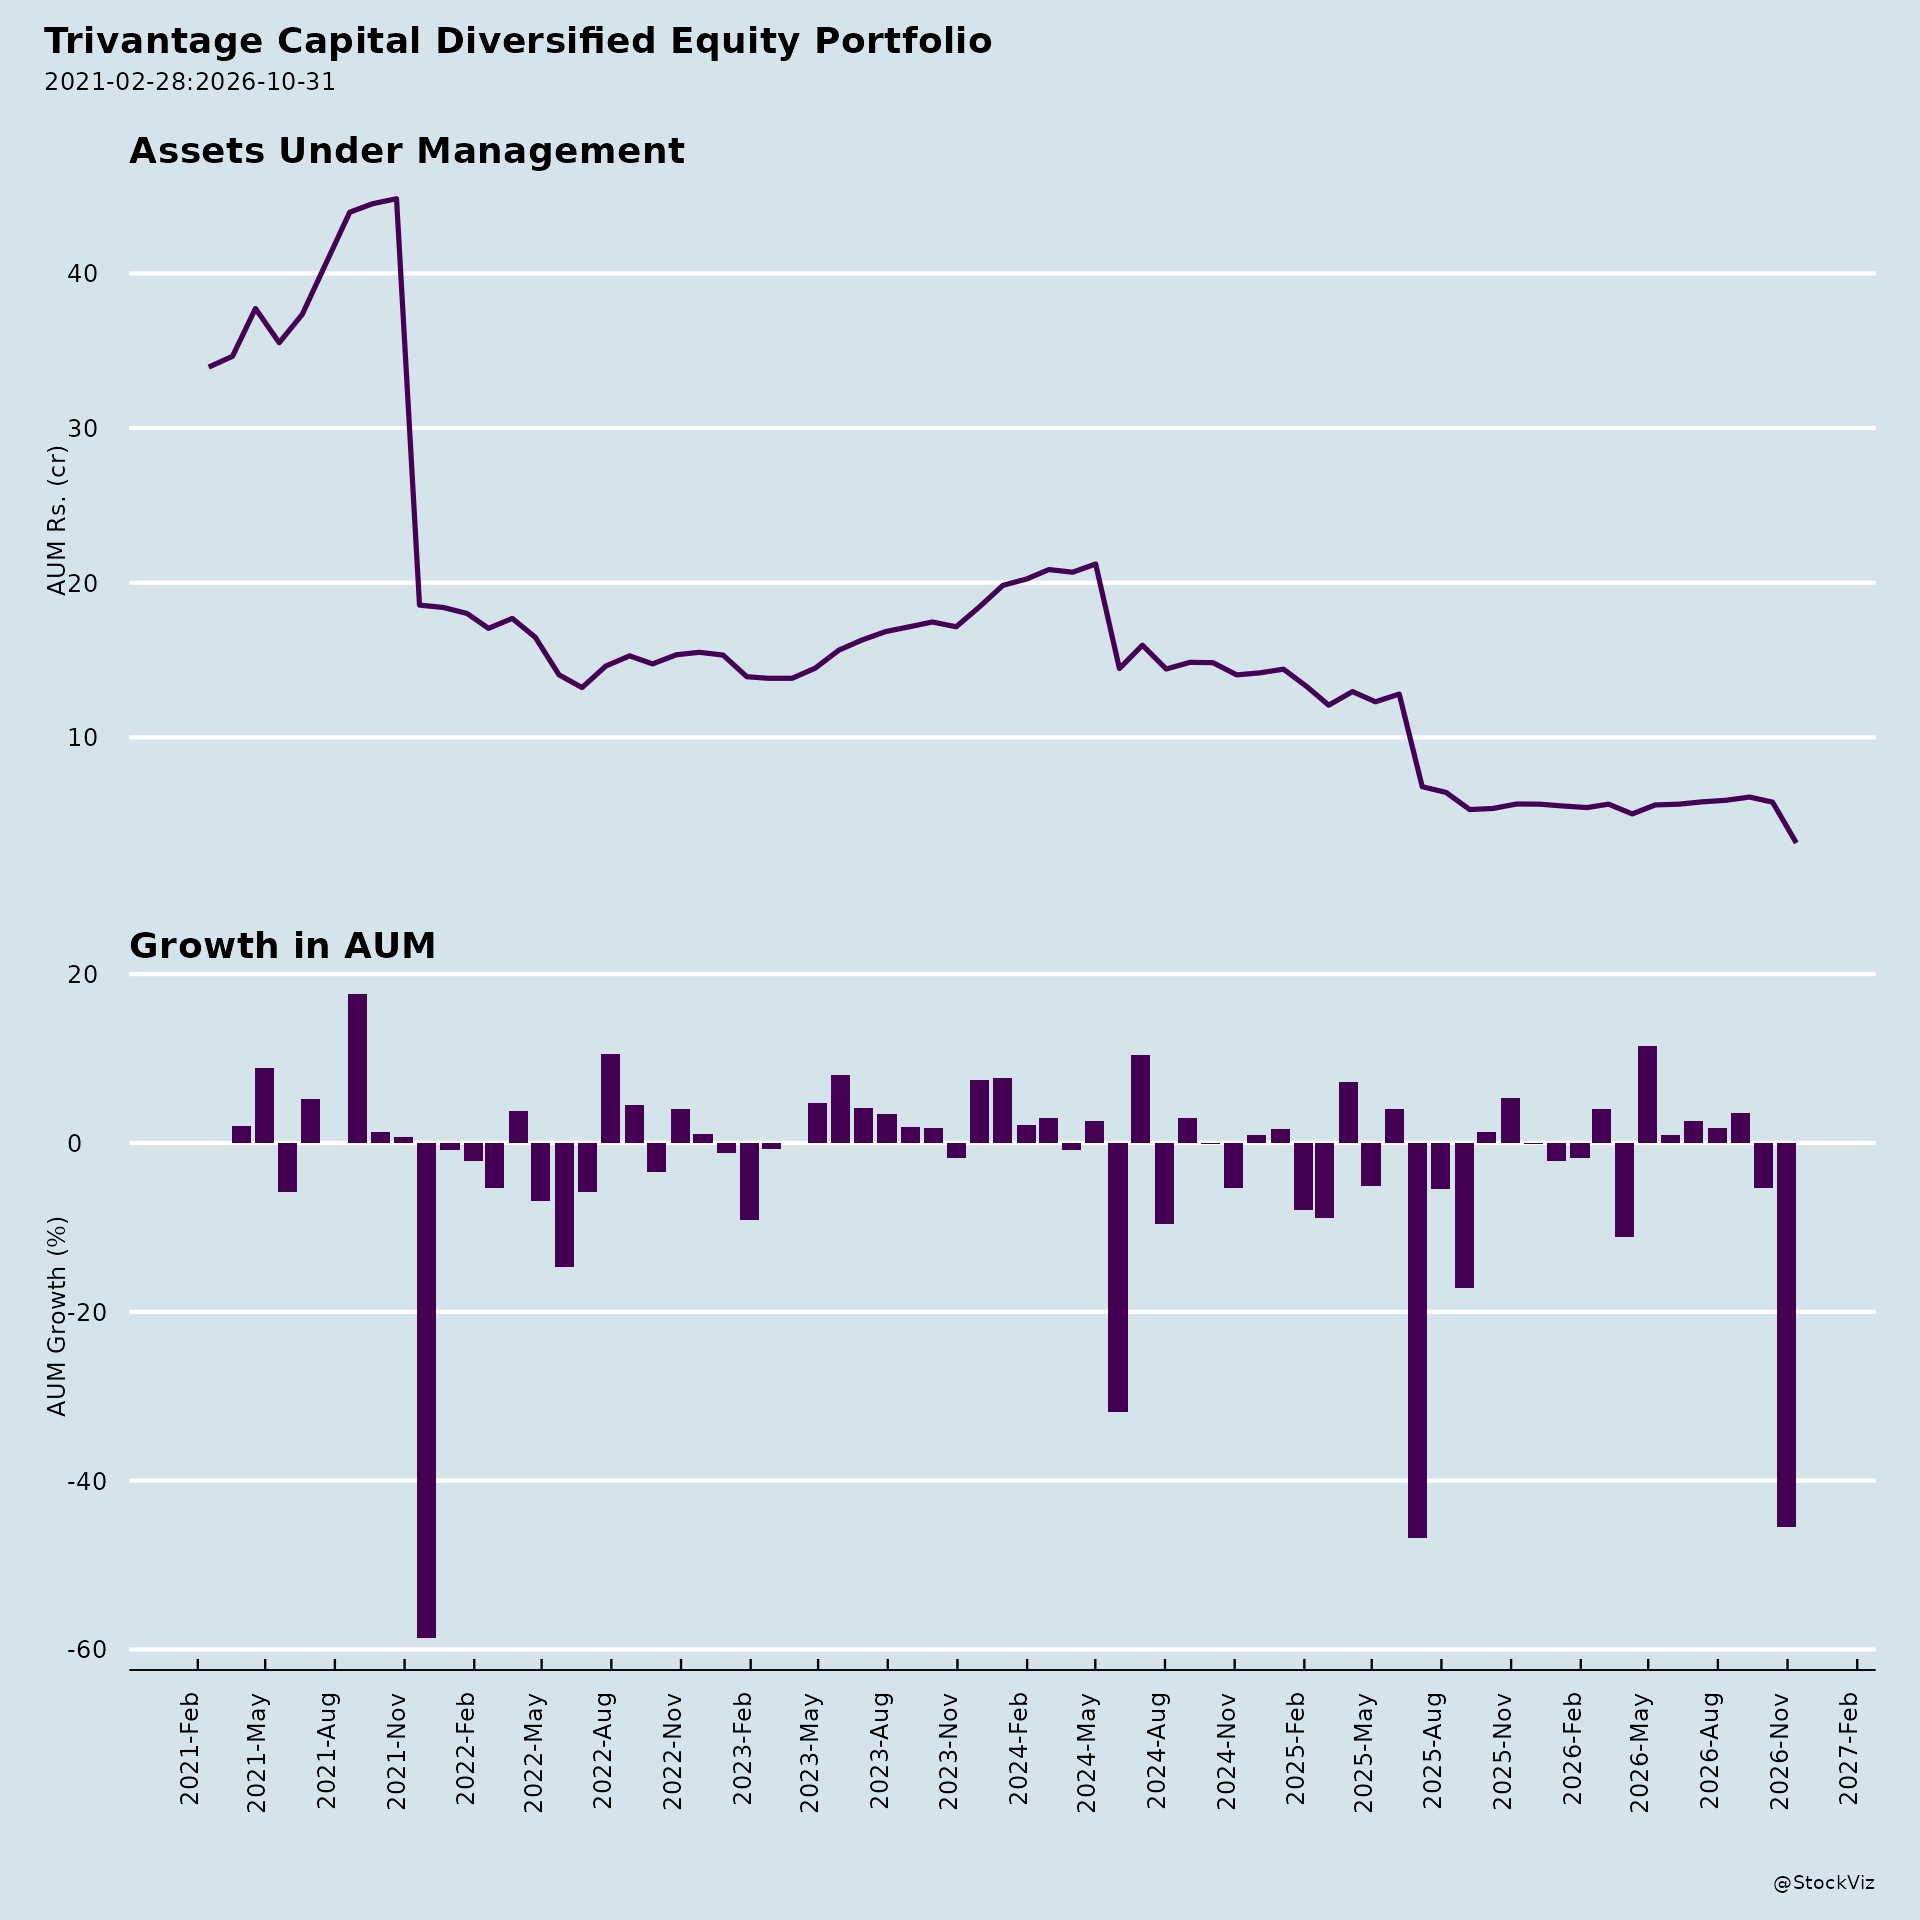 Trivantage Capital Diversified Equity Portfolio
2021-02-28:2026-10-31
Assets Under Management
AUM Rs. (cr)
40
30
20
10
Growth in AUM
AUM Growth (%)
20
0
-20
-40
-60
2021-Feb
2021-May
2021-Aug
2021-Nov
2022-Feb
2022-May
2022-Aug
2022-Nov
2023-Feb
2023-May
2023-Aug
2023-Nov
2024-Feb
2024-May
2024-Aug
2024-Nov
2025-Feb
2025-May
2025-Aug
2025-Nov
2026-Feb
2026-May
2026-Aug
2026-Nov
2027-Feb
@StockViz